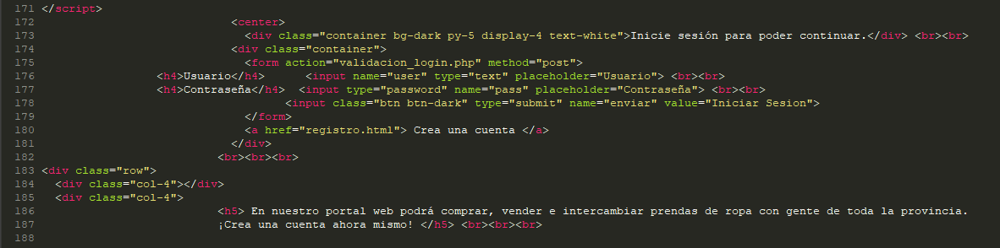 171 </script>
172 <center>
173 <div class="container bg-dark py-5 display-4 text-white">Inicie sesión para poder continuar.</div> <br><br>
174 <div class="container">
175 <form action="validacion_login.php" method="post">
176 <h4>Usuario</h4> <input name="user" type="text" placeholder="Usuario"> <br><br>
177 <h4>Contraseña</h4> <input type="password" name="pass" placeholder="Contraseña"> <br><br>
178 <input class="btn btn-dark" type="submit" name="enviar" value="Iniciar Sesion">
179 </form>
180 <a href="registro.html"> Crea una cuenta </a>
181 </div>
182 <br><br><br>
183 <div class="row">
184 <div class="col-4"></div>
185 <div class="col-4">
186 <h5> En nuestro portal web podrá comprar, vender e intercambiar prendas de ropa con gente de toda la provincia.
187 ¡Crea una cuenta ahora mismo! </h5> <br><br><br>
188